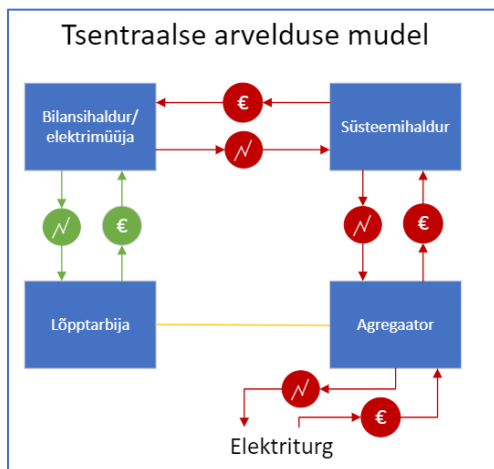 Tsentraalse arvelduse mudel
Bilansihaldur/
elektrimüüja
€
Süsteemihaldur
€
€
Lõpptarbija
Agregaator
€
Elektriturg